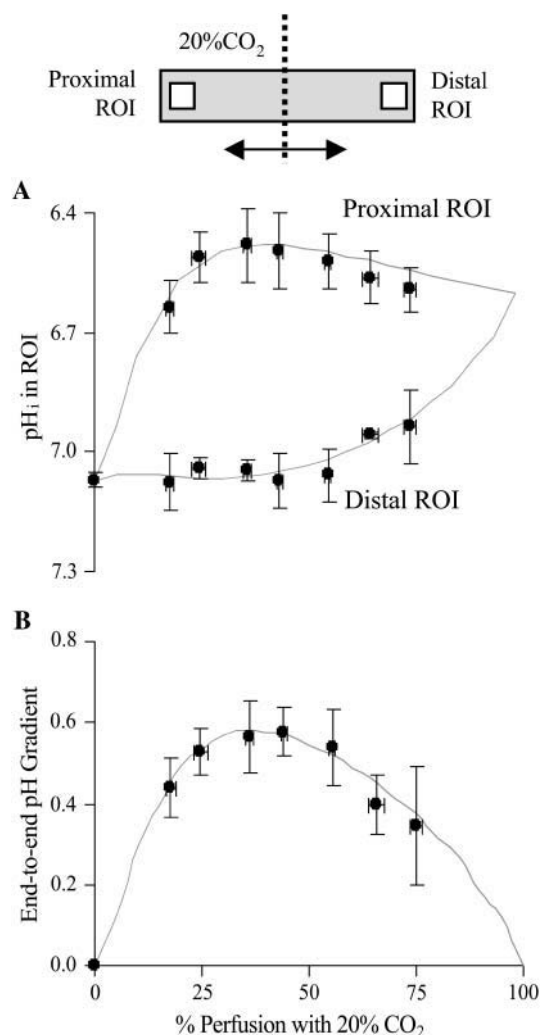 20%CO₂
Proximal
ROI
Distal
ROI
A
6.4
6.7
7.0
7.3
pHᵢ in ROI
Proximal ROI
Distal ROI
B
0.8
0.6
0.4
0.2
0.0
End-to-end pH Gradient
0
25
50
75
100
% Perfusion with 20% CO₂